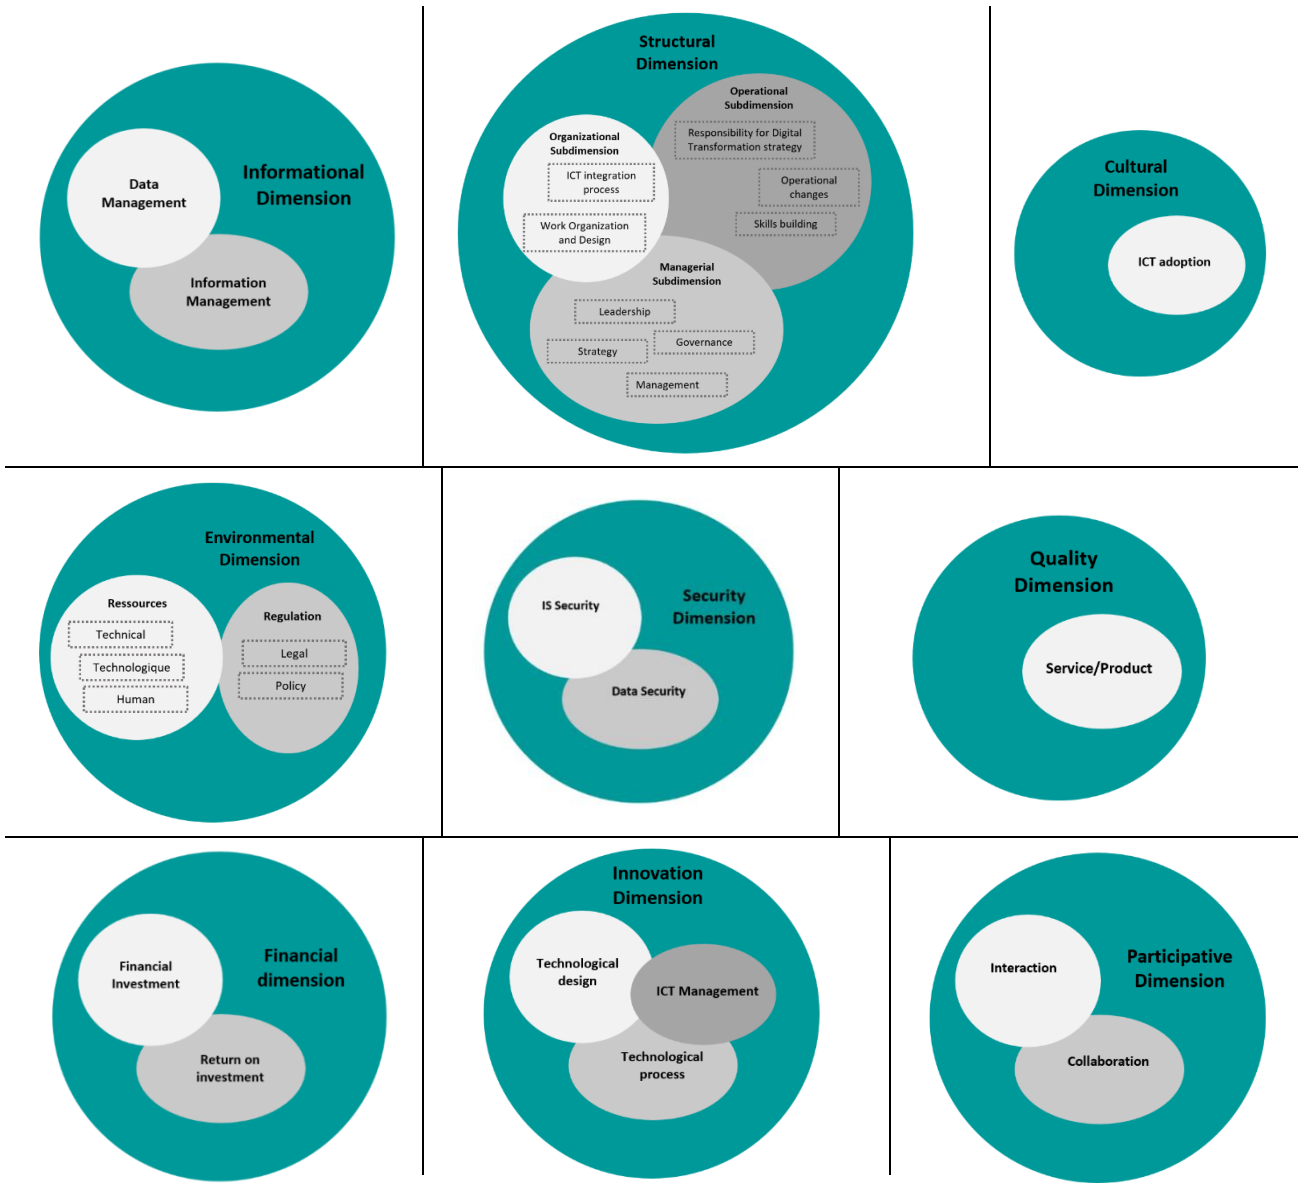 Informational
Dimension
Data
Management
Information
Management
Structural
Dimension
Operational
Subdimension
Responsibility for Digital
Transformation strategy
Operational
changes
Skills building
Organizational
Subdimension
ICT integration
process
Work Organization
and Design
Managerial
Subdimension
Leadership
Governance
Strategy
Management
Cultural
Dimension
ICT adoption
Environmental
Dimension
Ressources
Technical
Technologique
Human
Regulation
Legal
Policy
Security
Dimension
IS Security
Data Security
Quality
Dimension
Service/Product
Financial
dimension
Financial
Investment
Return on
investment
Innovation
Dimension
Technological
design
ICT Management
Technological
process
Participative
Dimension
Interaction
Collaboration